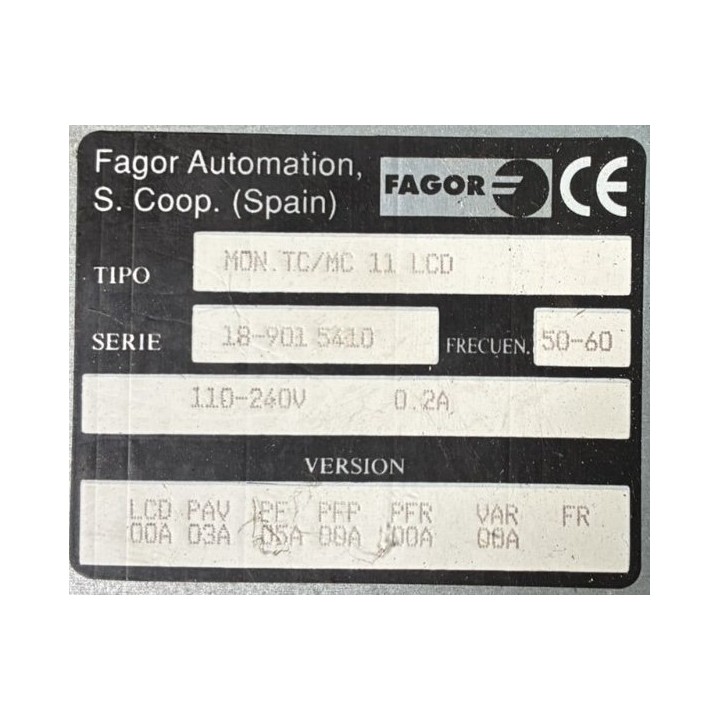 Fagor Automation,
S. Coop. (Spain)
FAGOR CE
TIPO MON.TC/MC 11 LCD
SERIE 18-901 5410 FRECUEN. 50-60
110-240V 0.2A
VERSION
LCD PAV PF PFP PFR VAR FR
00A 03A 05A 00A 00A 00A